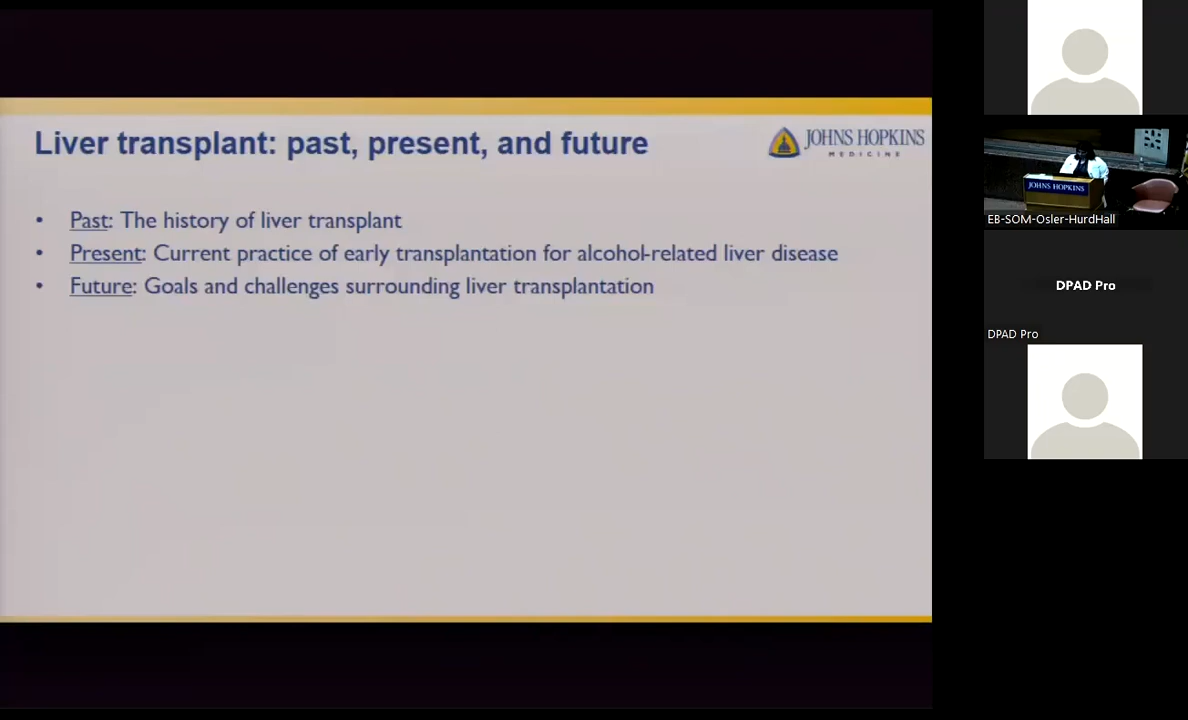 Liver transplant: past, present, and future
JOHNS HOPKINS
MEDICINE
• Past: The history of liver transplant
• Present: Current practice of early transplantation for alcohol-related liver disease
• Future: Goals and challenges surrounding liver transplantation
JOHNS HOPKINS
EB-SOM-Osler-HurdHall
DPAD Pro
DPAD Pro